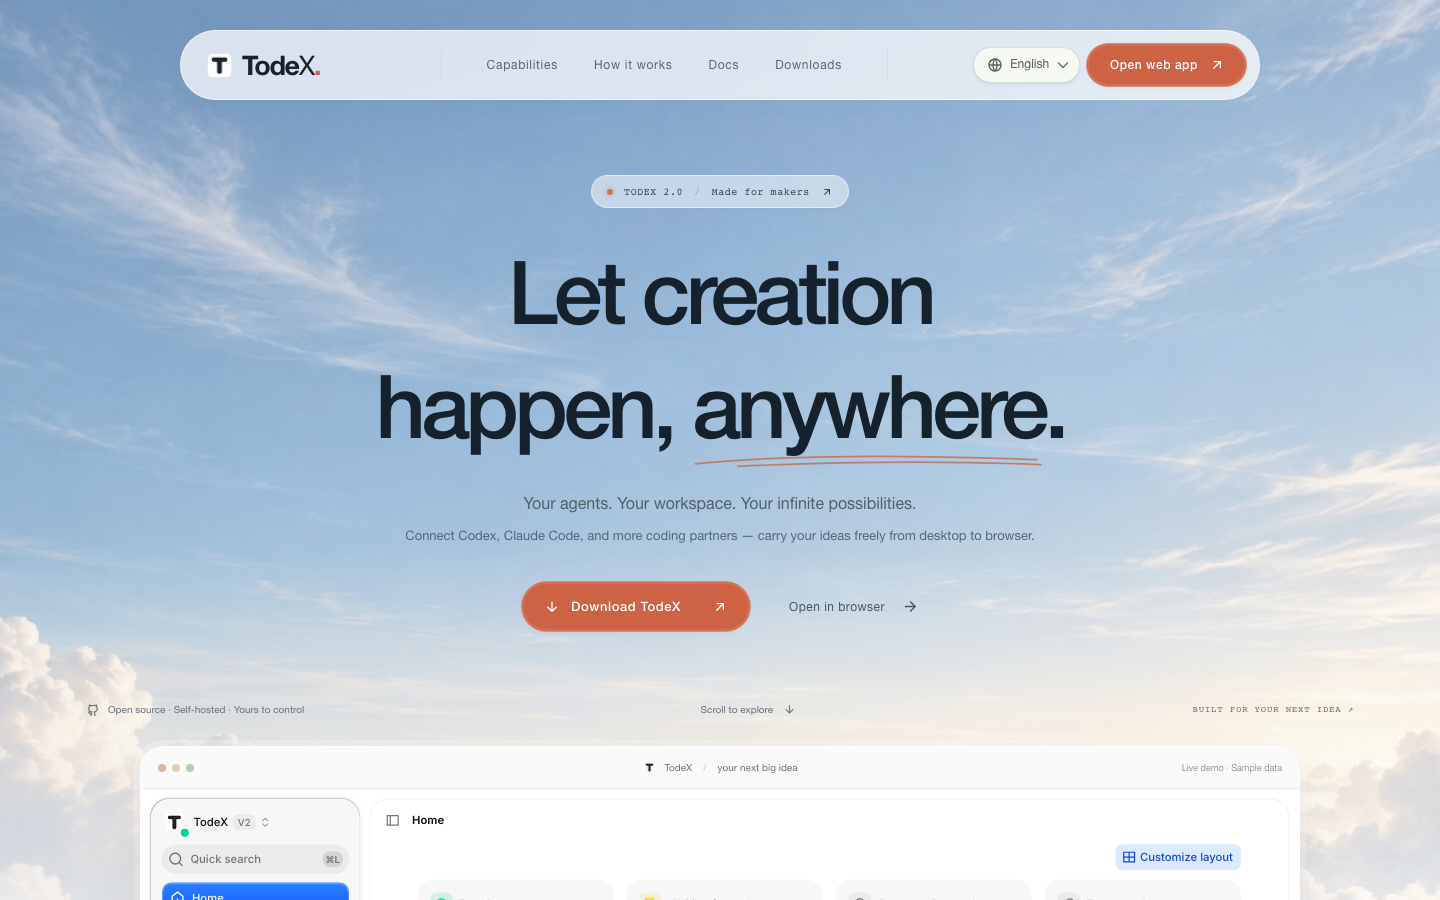 TodeX.
Capabilities
How it works
Docs
Downloads
English
Open web app
TODEX 2.0 / Made for makers
Let creation
happen, anywhere.
Your agents. Your workspace. Your infinite possibilities.
Connect Codex, Claude Code, and more coding partners — carry your ideas freely from desktop to browser.
Download TodeX
Open in browser
Open source · Self-hosted · Yours to control
Scroll to explore
BUILT FOR YOUR NEXT IDEA ↗
TodeX / your next big idea
Live demo · Sample data
TodeX V2
Home
Quick search ⌘L
Customize layout
Home